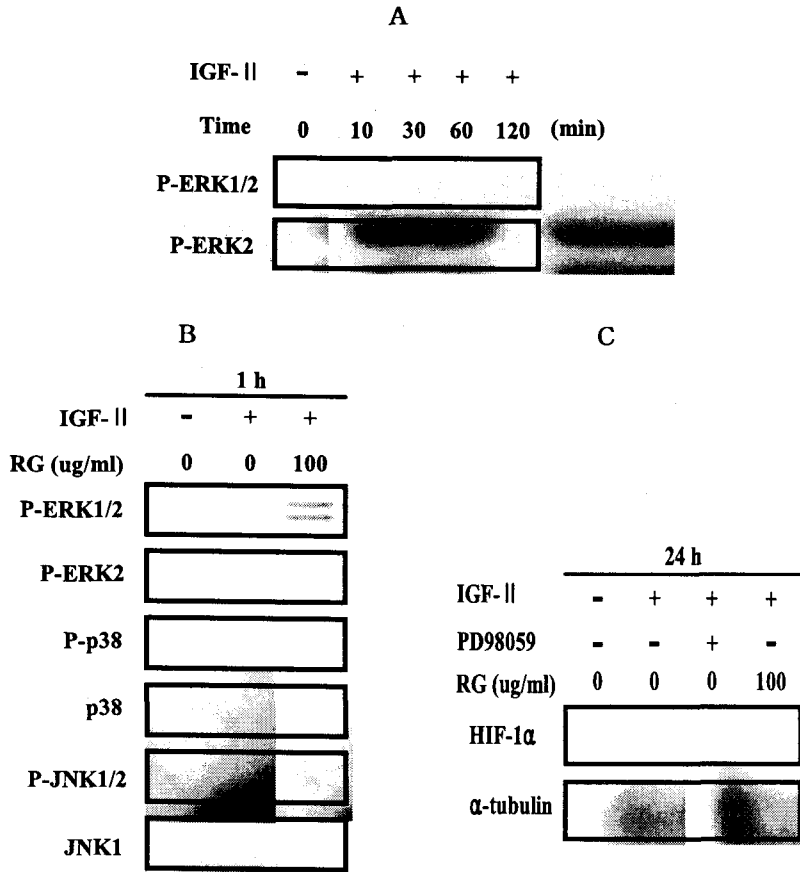 A
IGF-II - + + + +
Time 0 10 30 60 120 (min)
P-ERK1/2
P-ERK2
B
1 h
IGF-II - + +
RG (ug/ml) 0 0 100
P-ERK1/2
P-ERK2
P-p38
p38
P-JNK1/2
JNK1
C
24 h
IGF-II - + + +
PD98059 - - + -
RG (ug/ml) 0 0 0 100
HIF-1α
α-tubulin